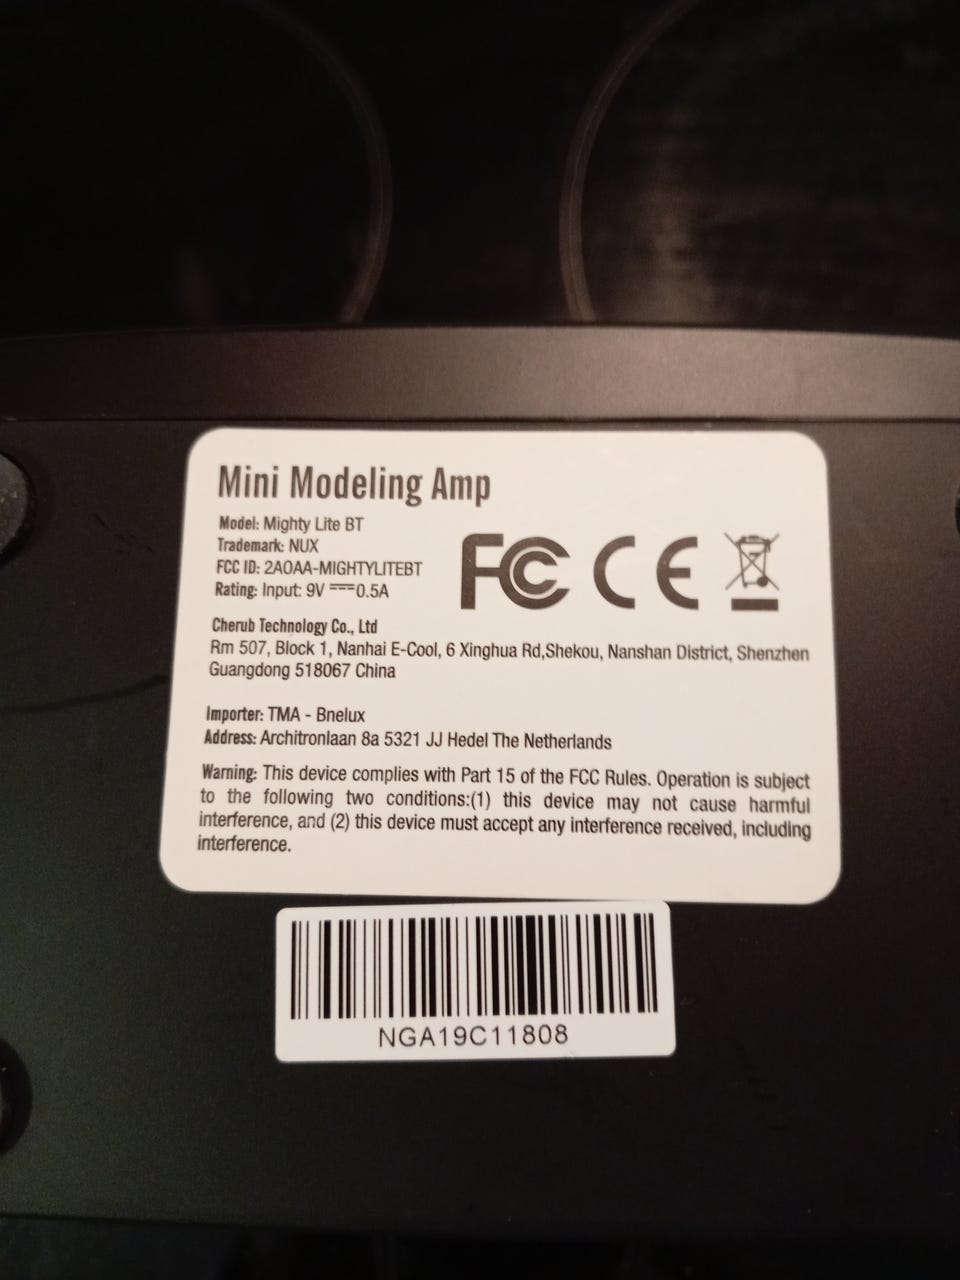 Mini Modeling Amp
Model: Mighty Lite BT
Trademark: NUX
FCC ID: 2AOAA-MIGHTYLITEBT
Rating: Input: 9V ⎓0.5A
FC CE
Cherub Technology Co., Ltd
Rm 507, Block 1, Nanhai E-Cool, 6 Xinghua Rd,Shekou, Nanshan District, Shenzhen
Guangdong 518067 China
Importer: TMA - Bnelux
Address: Architronlaan 8a 5321 JJ Hedel The Netherlands
Warning: This device complies with Part 15 of the FCC Rules. Operation is subject
to the following two conditions:(1) this device may not cause harmful
interference, and (2) this device must accept any interference received, including
interference.
NGA19C11808